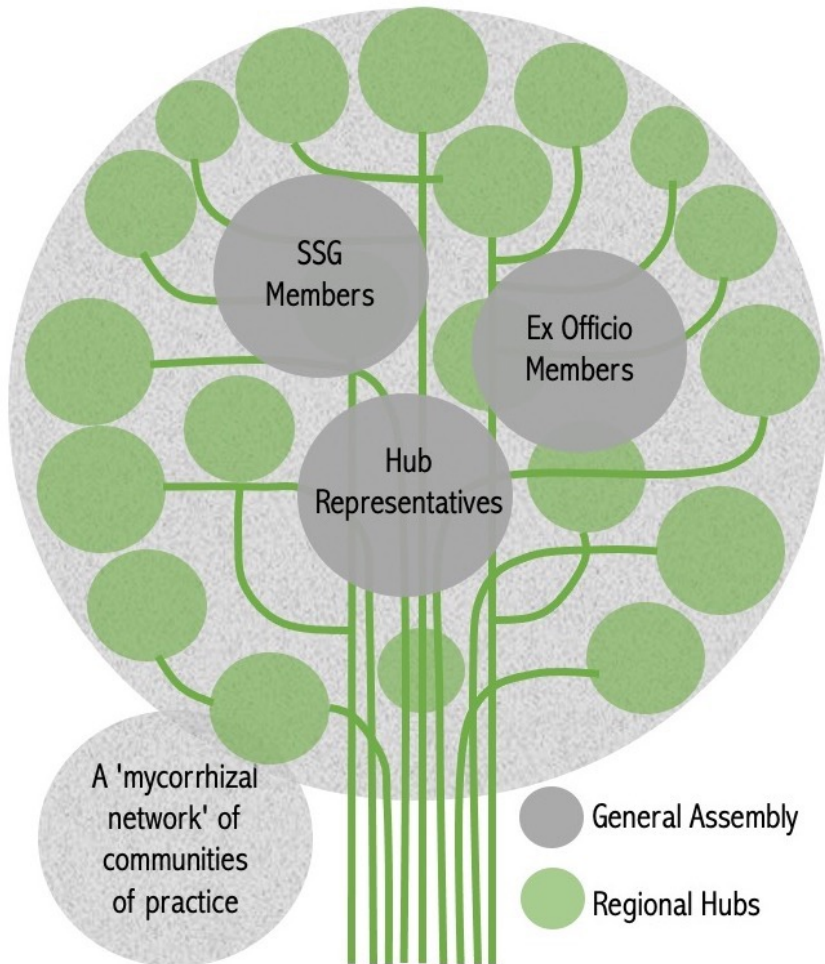 SSG
Members
Ex Officio
Members
Hub
Representatives
A 'mycorrhizal
network' of
communities
of practice
General Assembly
Regional Hubs